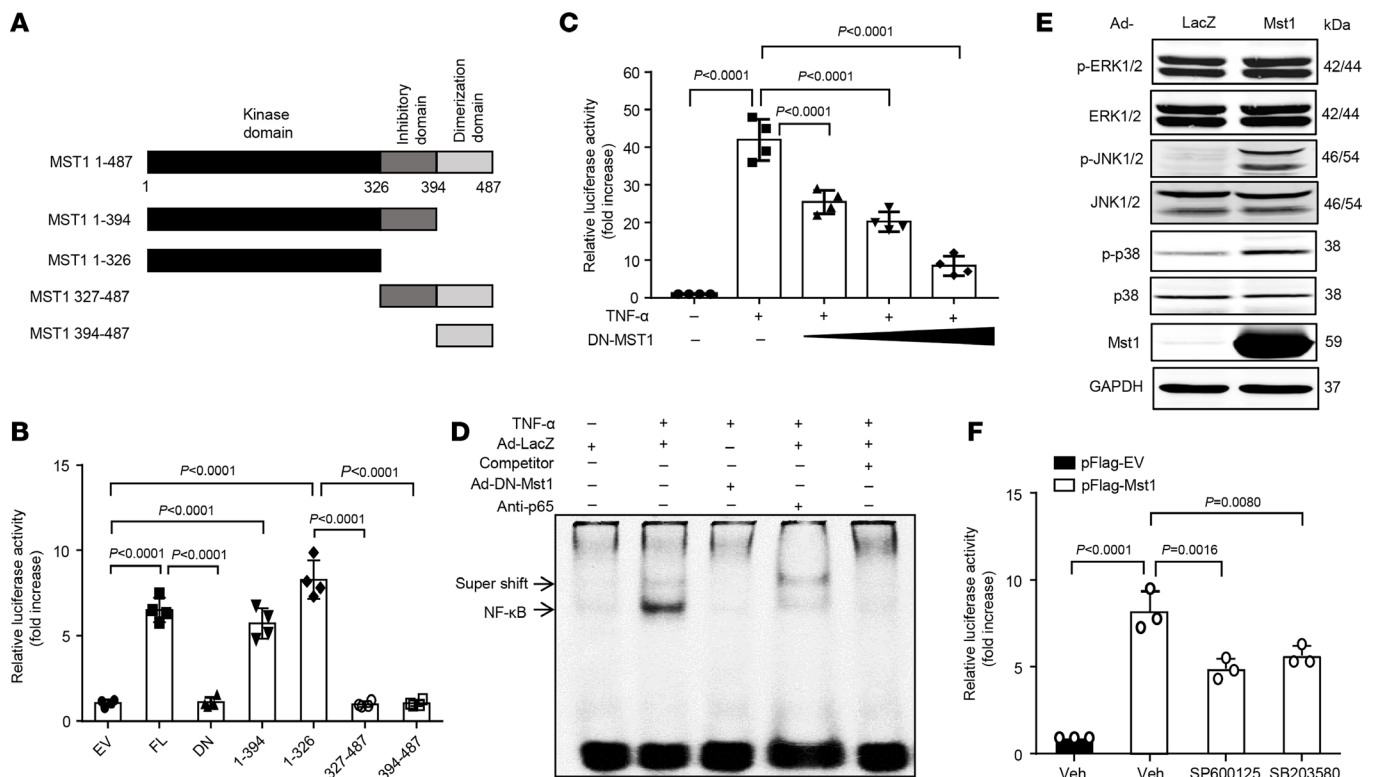 A
Kinase
domain
Inhibitory
domain
Dimerization
domain
MST1 1-487
1 326 394 487
MST1 1-394
MST1 1-326
MST1 327-487
MST1 394-487
B
Relative luciferase activity
(fold increase)
15
10
5
0
P<0.0001
P<0.0001
P<0.0001
P<0.0001
P<0.0001
P<0.0001
EV FL DN 1-394 1-326 327-487 394-487
C
Relative luciferase activity
(fold increase)
60
50
40
30
20
10
0
P<0.0001
P<0.0001
P<0.0001
P<0.0001
TNF-α − + + + +
DN-MST1 − −
D
TNF-α − + + + +
Ad-LacZ + + − + +
Competitor − − − − +
Ad-DN-Mst1 − − + − −
Anti-p65 − − − + −
Super shift
NF-κB
E
Ad- LacZ Mst1 kDa
p-ERK1/2 42/44
ERK1/2 42/44
p-JNK1/2 46/54
JNK1/2 46/54
p-p38 38
p38 38
Mst1 59
GAPDH 37
F
pFlag-EV
pFlag-Mst1
Relative luciferase activity
(fold increase)
15
10
5
0
P=0.0080
P<0.0001
P=0.0016
Veh Veh SP600125 SB203580